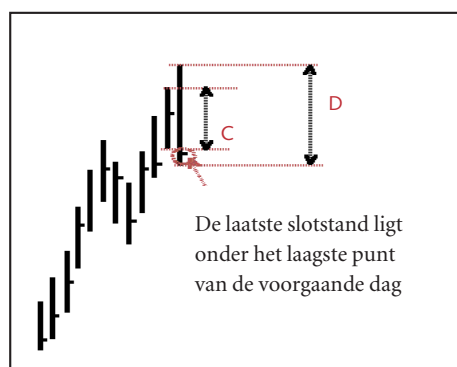 D
C
De laatste slotstand ligt
onder het laagste punt
van de voorgaande dag